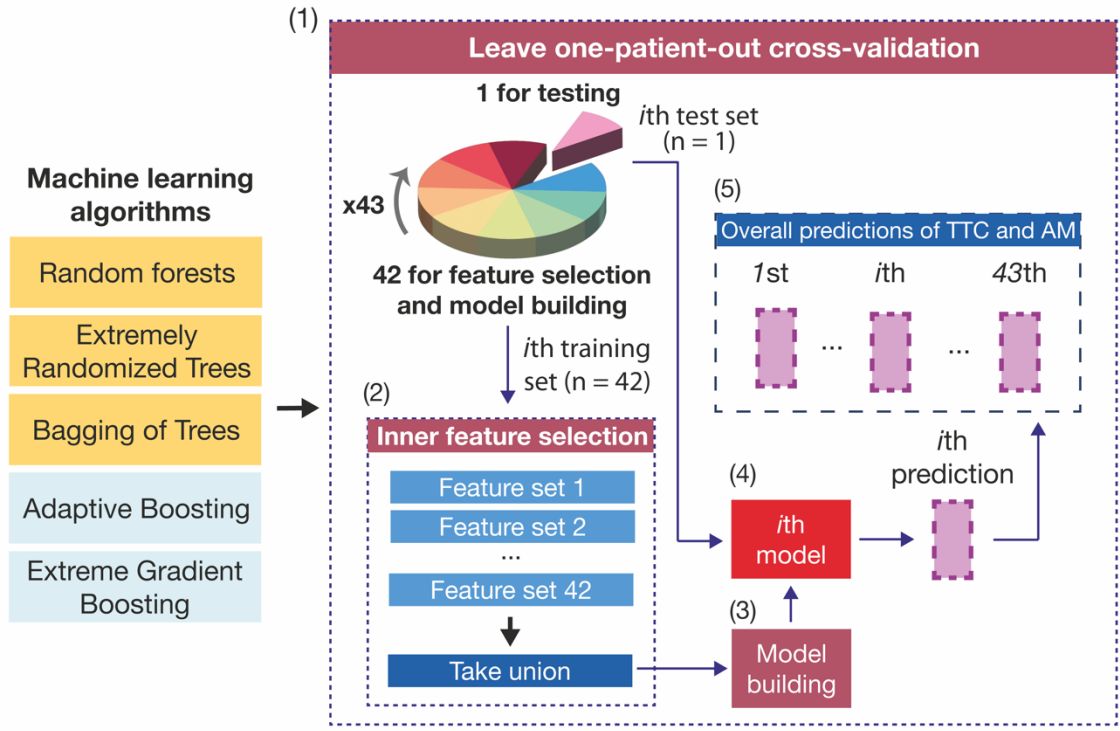 (1)
Leave one-patient-out cross-validation
1 for testing
ith test set
(n = 1)
x43
42 for feature selection
and model building
ith training
set (n = 42)
Machine learning
algorithms
Random forests
Extremely
Randomized Trees
Bagging of Trees
Adaptive Boosting
Extreme Gradient
Boosting
(2)
Inner feature selection
Feature set 1
Feature set 2
...
Feature set 42
Take union
(3)
Model
building
(4)
ith
model
ith
prediction
(5)
Overall predictions of TTC and AM
1st ith 43th
... ...